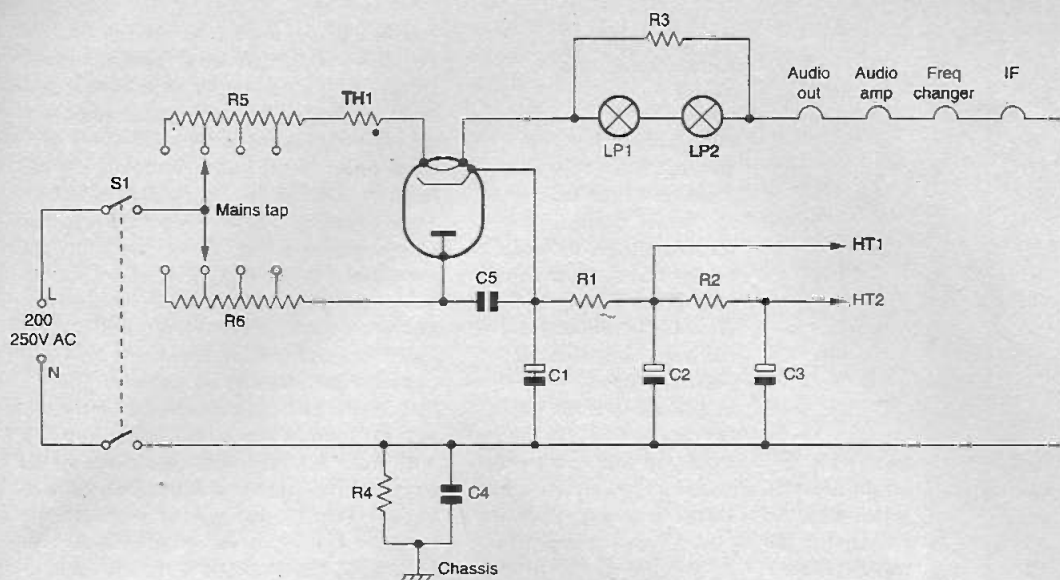 R3
Audio out
Audio amp
Freq changer
IF
R5
TH1
LP1
LP2
S1
Mains tap
HT1
C5
R1
R2
HT2
L
R6
200
250V AC
N
C1
C2
C3
R4
C4
Chassis